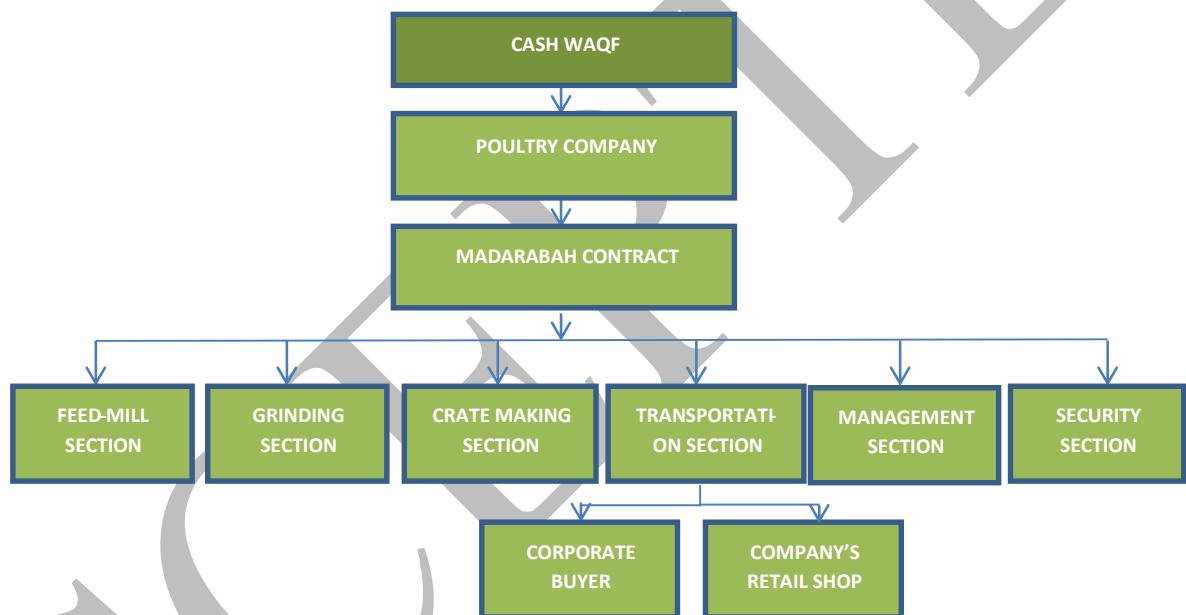 CASH WAQF
POULTRY COMPANY
MADARABAH CONTRACT
FEED-MILL
SECTION
GRINDING
SECTION
CRATE MAKING
SECTION
TRANSPORTATI-
ON SECTION
MANAGEMENT
SECTION
SECURITY
SECTION
CORPORATE
BUYER
COMPANY’S
RETAIL SHOP